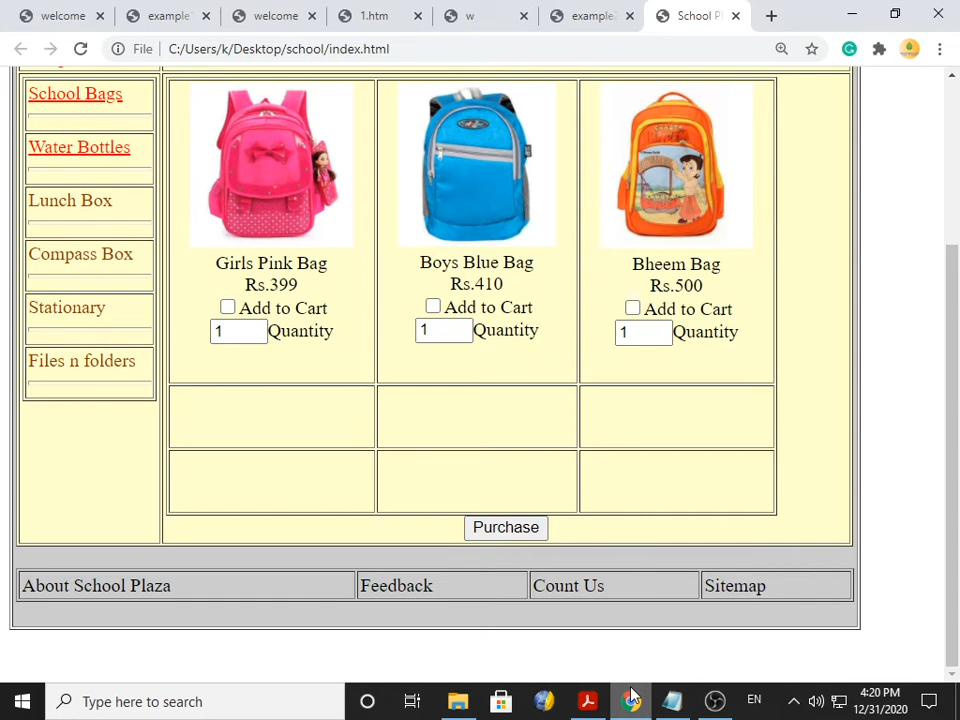 welcome
example
welcome
1.htm
w
example
School Pl
File
C:/Users/k/Desktop/school/index.html
School Bags
Water Bottles
Lunch Box
Compass Box
Stationary
Files n folders
Girls Pink Bag
Rs.399
Add to Cart
1 Quantity
Boys Blue Bag
Rs.410
Add to Cart
1 Quantity
Bheem Bag
Rs.500
Add to Cart
1 Quantity
Purchase
About School Plaza
Feedback
Count Us
Sitemap
Type here to search
EN
4:20 PM
12/31/2020